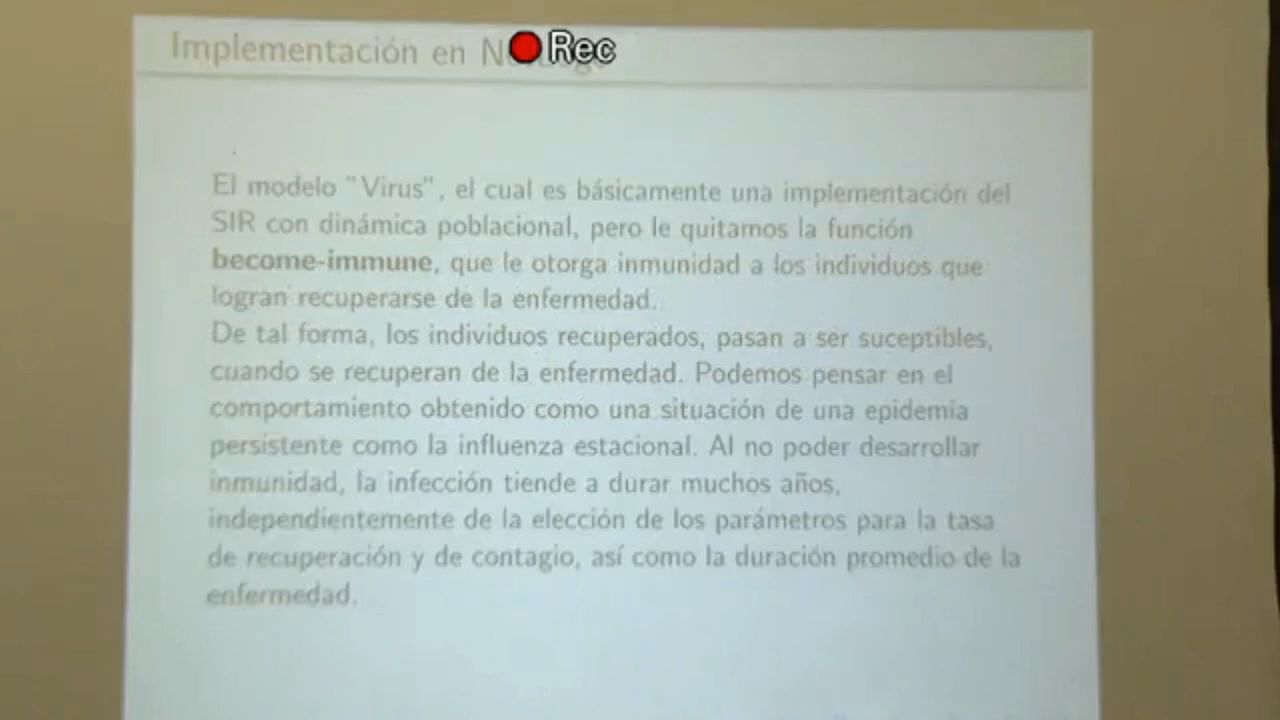 Implementación en
Rec
El modelo "Virus", el cual es básicamente una implementación del
SIR con dinámica poblacional, pero le quitamos la función
become-immune, que le otorga inmunidad a los individuos que
logran recuperarse de la enfermedad.
De tal forma, los individuos recuperados, pasan a ser suceptibles,
cuando se recuperan de la enfermedad. Podemos pensar en el
comportamiento obtenido como una situación de una epidemia
persistente como la influenza estacional. Al no poder desarrollar
inmunidad, la infección tiende a durar muchos años,
independientemente de la elección de los parámetros para la tasa
de recuperación y de contagio, así como la duración promedio de la
enfermedad.